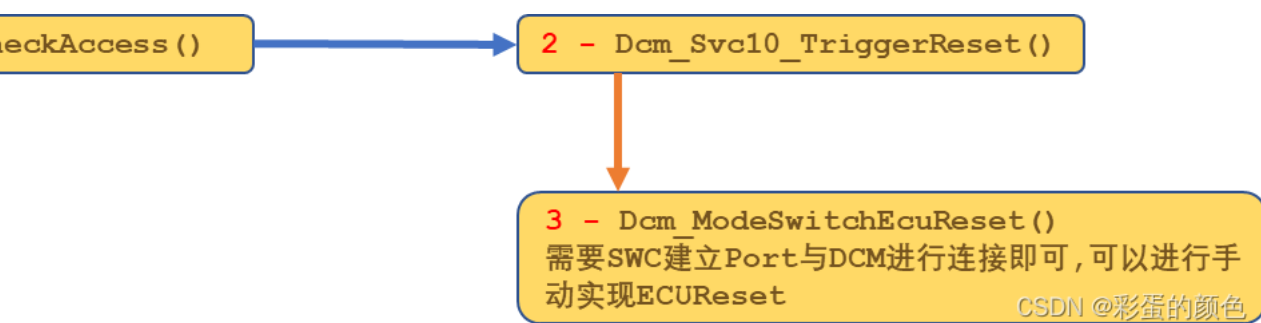 heckAccess()
2 - Dcm_Svc10_TriggerReset()
3 - Dcm_ModeSwitchEcuReset()
需要SWC建立Port与DCM进行连接即可,可以进行手
动实现ECUReset
CSDN @彩蛋的颜色